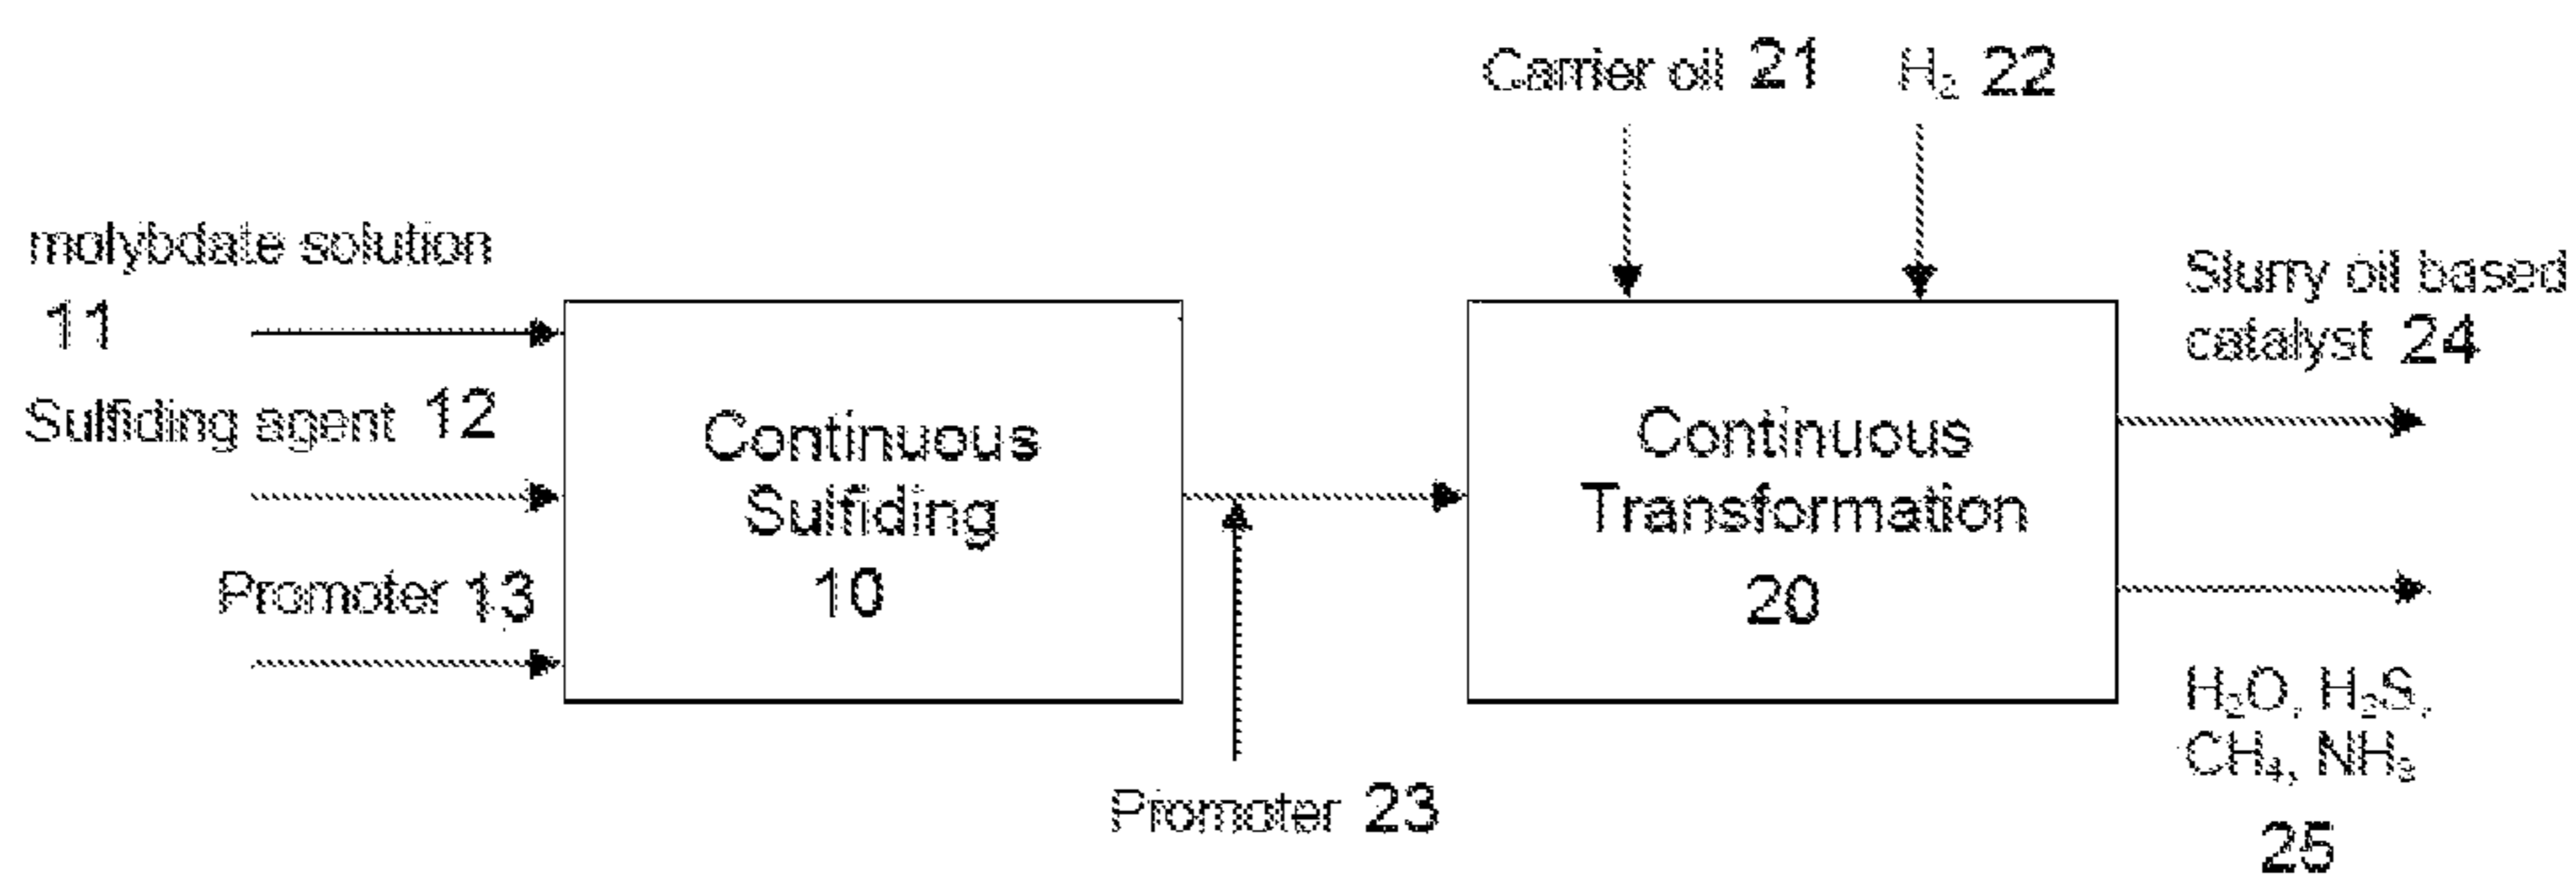 Carrier oil 21
H₂ 22
molybdate solution
11
Sulfiding agent 12
Promoter 13
Continuous
Sulfiding
10
Promoter 23
Continuous
Transformation
20
Slurry oil based
catalyst 24
H₂O, H₂S,
CH₄, NH₃
25